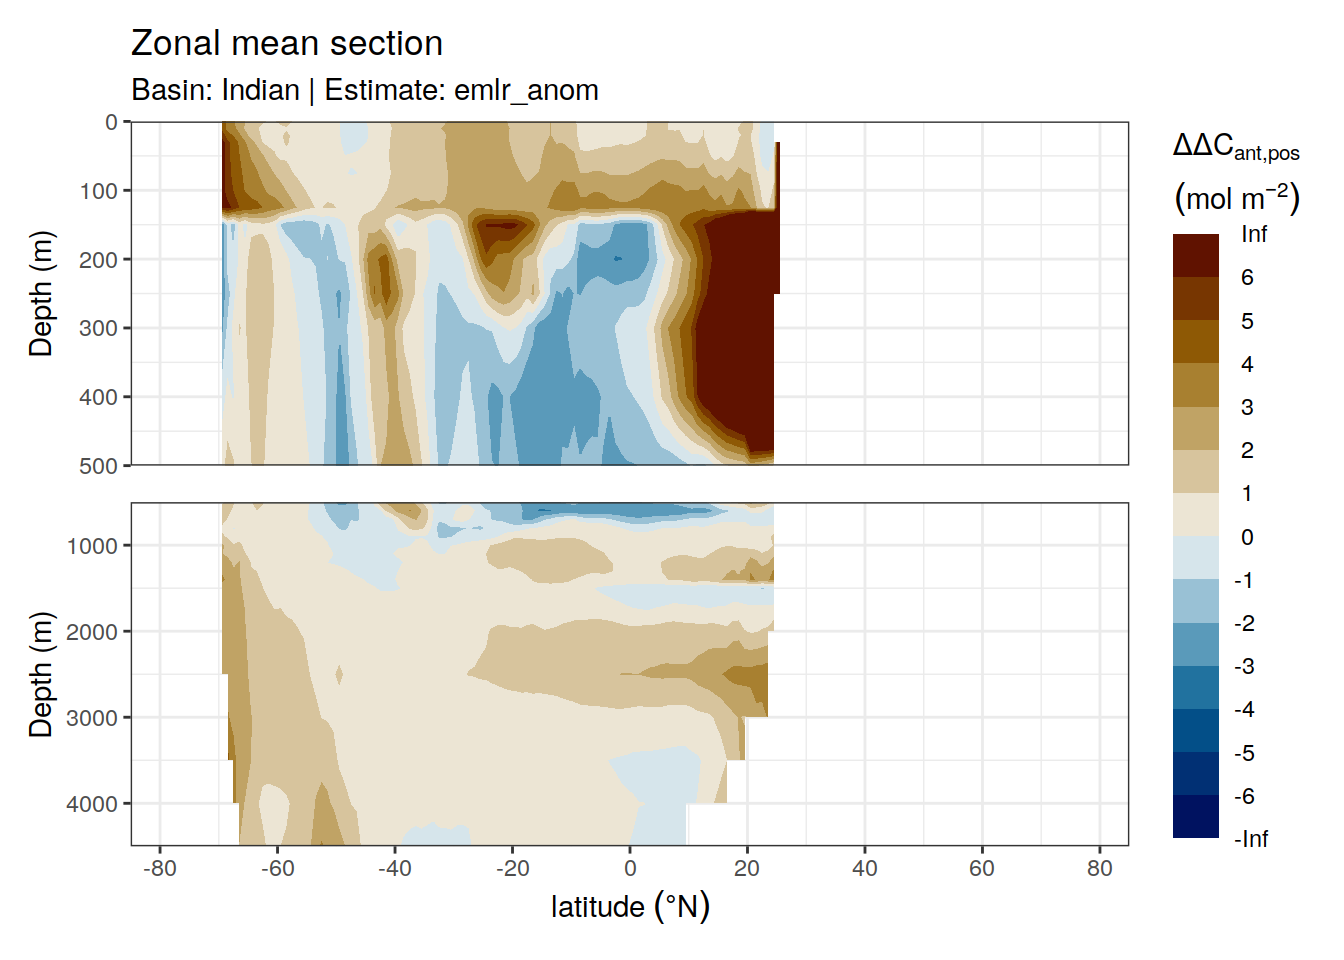 Zonal mean section
Basin: Indian | Estimate: emlr_anom
Depth (m)
0
100
200
300
400
500
Depth (m)
1000
2000
3000
4000
-80 -60 -40 -20 0 20 40 60 80
latitude (°N)
ΔΔC_ant,pos
(mol m⁻²)
Inf
6
5
4
3
2
1
0
-1
-2
-3
-4
-5
-6
-Inf